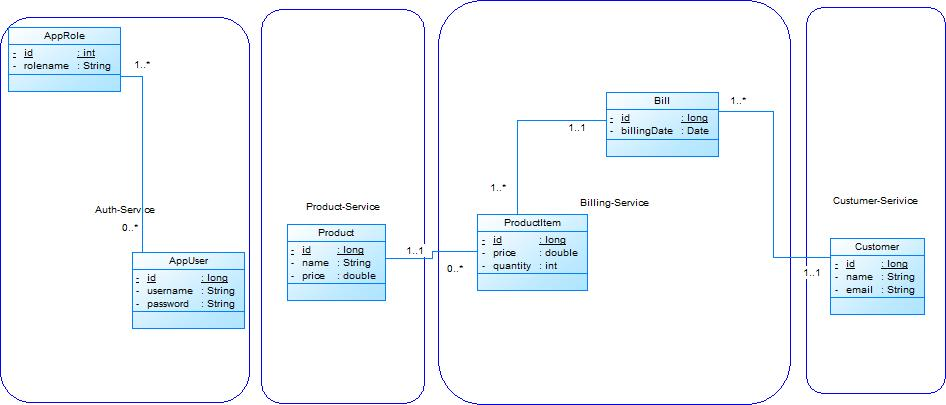 AppRole
- id : int
- rolename : String
1..*
Auth-Service
0..*
AppUser
- id : long
- username : String
- password : String
Product-Service
Product
- id : long
- name : String
- price : double
1..1
0..*
ProductItem
- id : long
- price : double
- quantity : int
1..*
Billing-Service
1..1
Bill
- id : long
- billingDate : Date
1..*
Custumer-Serivice
1..1
Customer
- id : long
- name : String
- email : String